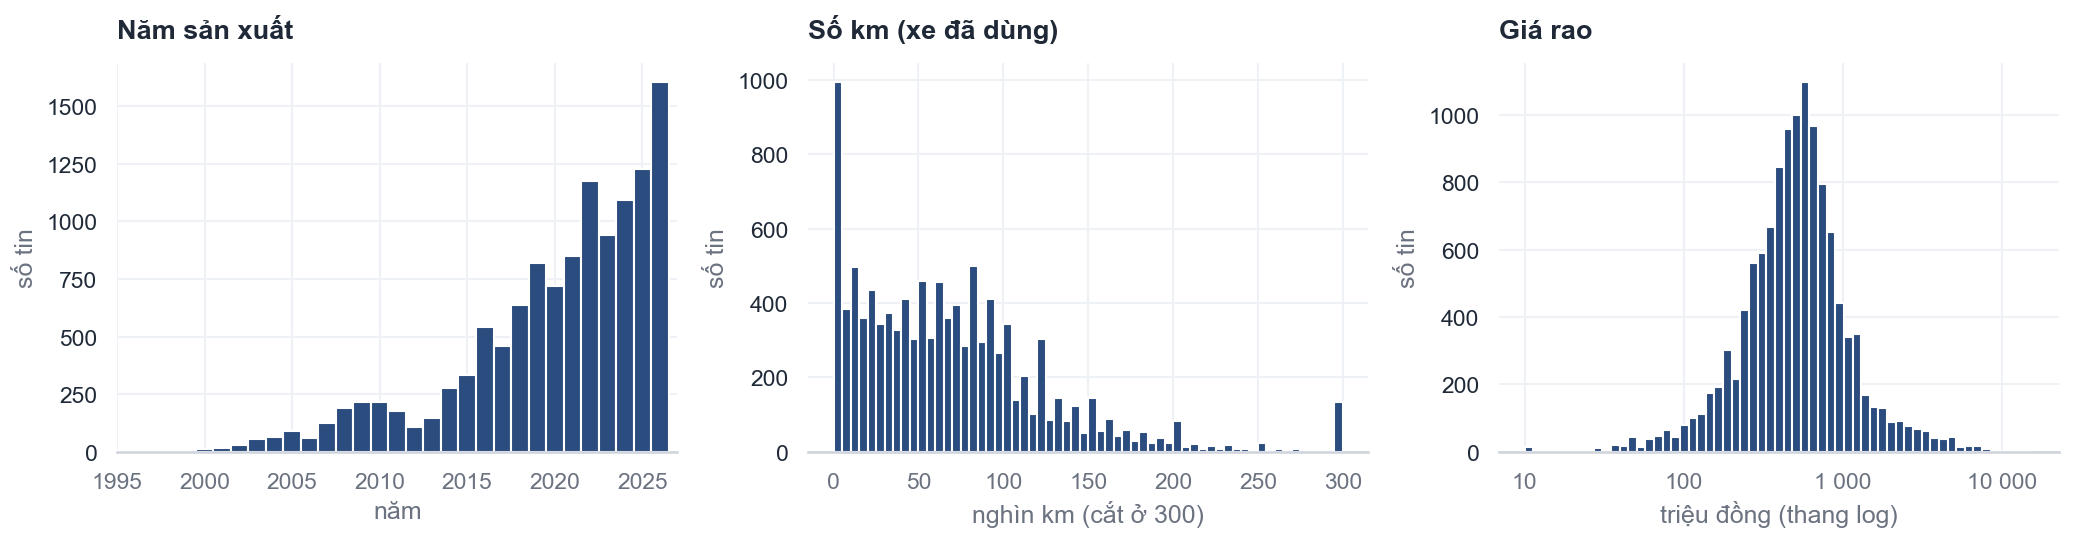 Năm sản xuất
số tin
1500
1250
1000
750
500
250
0
1995 2000 2005 2010 2015 2020 2025
năm
Số km (xe đã dùng)
số tin
1000
800
600
400
200
0
0 50 100 150 200 250 300
nghìn km (cắt ở 300)
Giá rao
số tin
1000
800
600
400
200
0
10 100 1 000 10 000
triệu đồng (thang log)